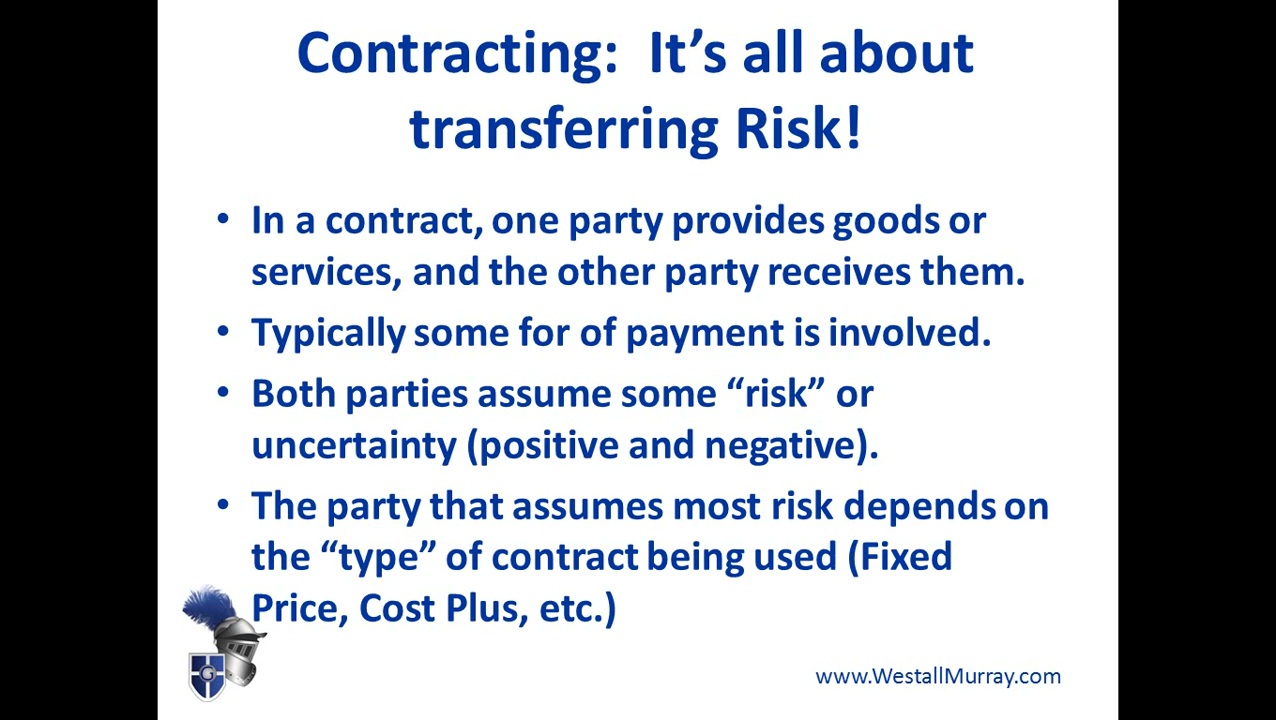 Contracting:  It’s all about
transferring Risk!
• In a contract, one party provides goods or
services, and the other party receives them.
• Typically some for of payment is involved.
• Both parties assume some “risk” or
uncertainty (positive and negative).
• The party that assumes most risk depends on
the “type” of contract being used (Fixed
Price, Cost Plus, etc.)
G
www.WestallMurray.com